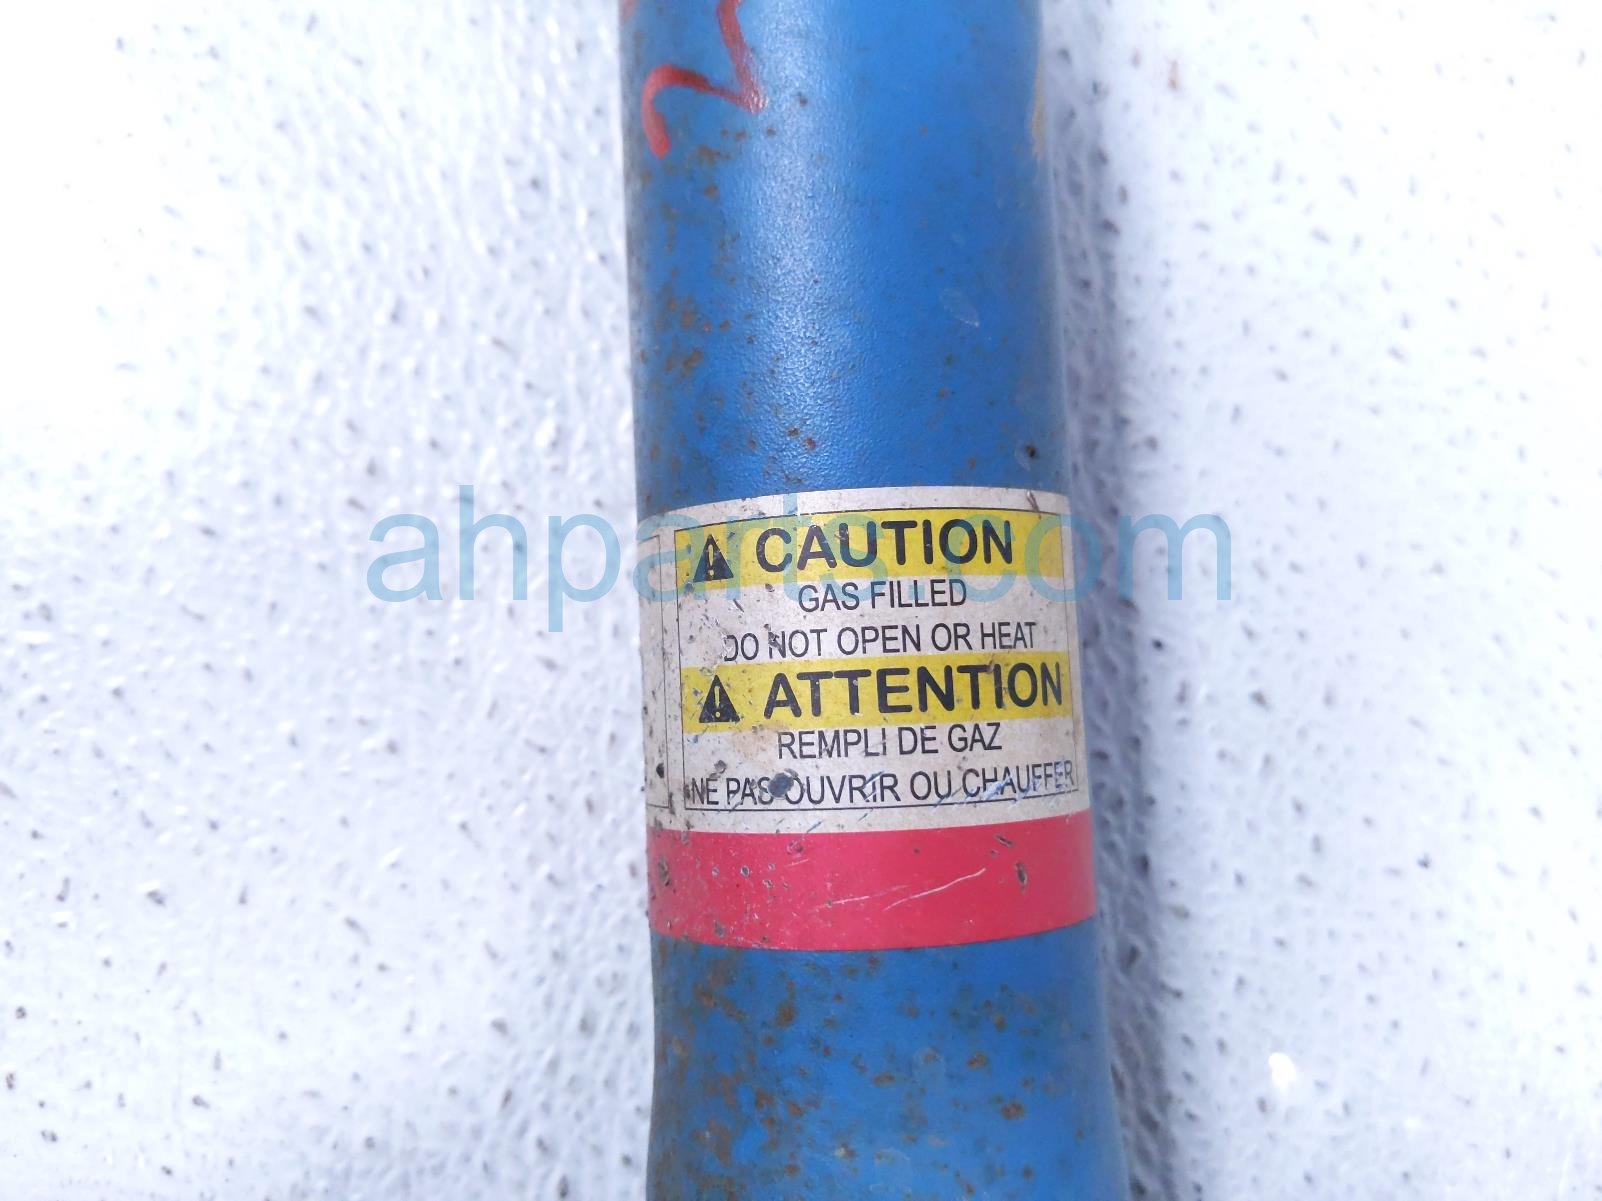 CAUTION
GAS FILLED
DO NOT OPEN OR HEAT
ATTENTION
REMPLI DE GAZ
NE PAS OUVRIR OU CHAUFFER
ahparts.com